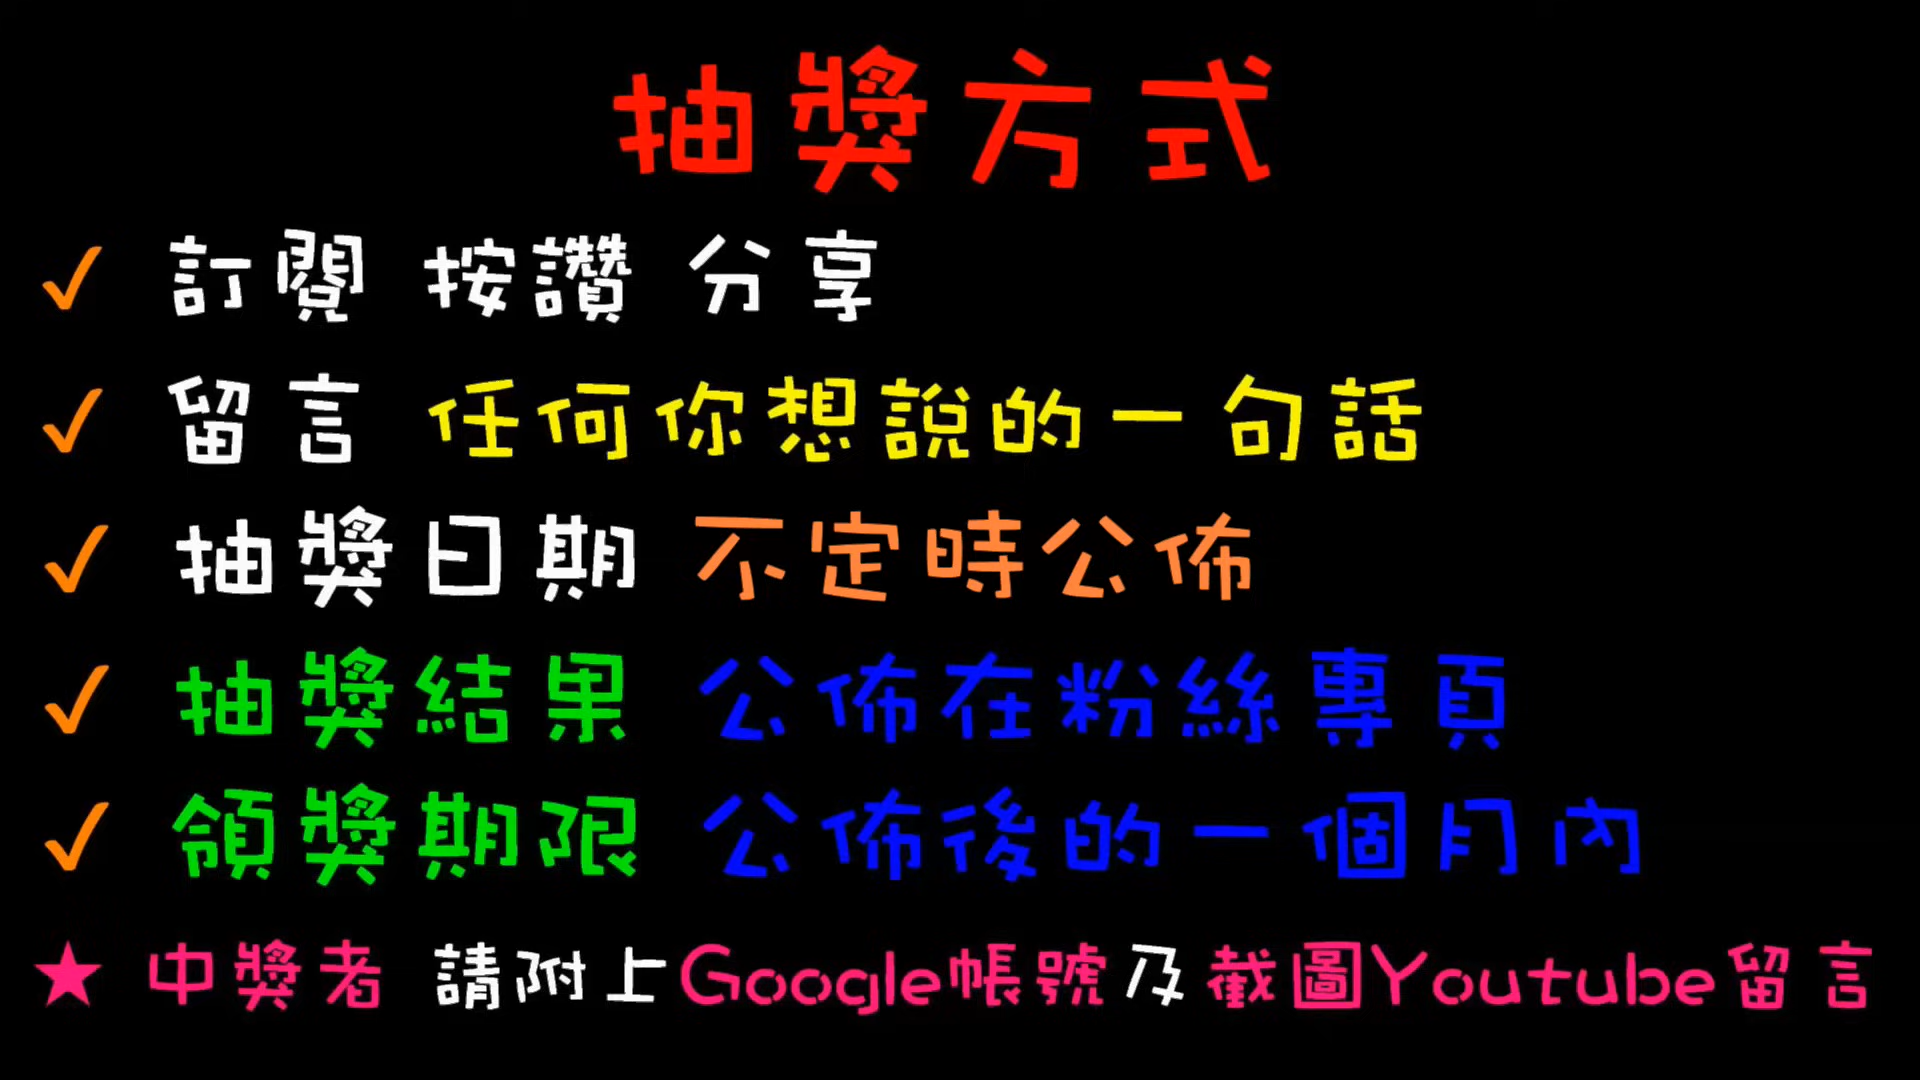 抽獎方式
✓ 訂閱 按讚 分享
✓ 留言 任何你想說的一句話
✓ 抽獎日期 不定時公佈
✓ 抽獎結果 公佈在粉絲專頁
✓ 領獎期限 公佈後的一個月內
★ 中獎者 請附上Google帳號及截圖Youtube留言